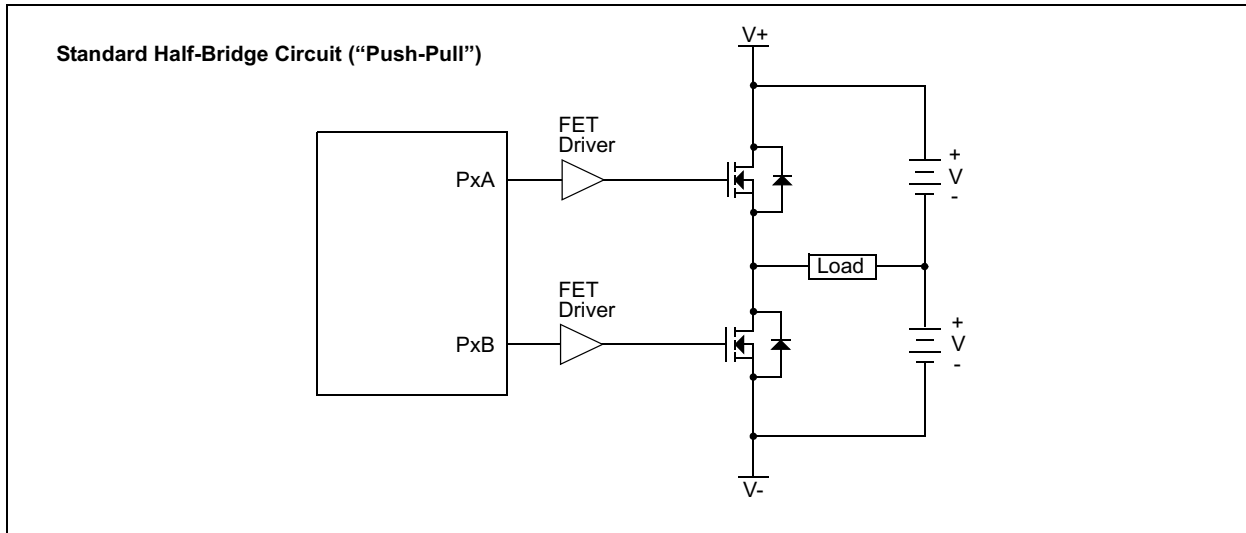 Standard Half-Bridge Circuit (“Push-Pull”)
V+
FET
Driver
PxA
+
V
-
Load
FET
Driver
PxB
+
V
-
V-